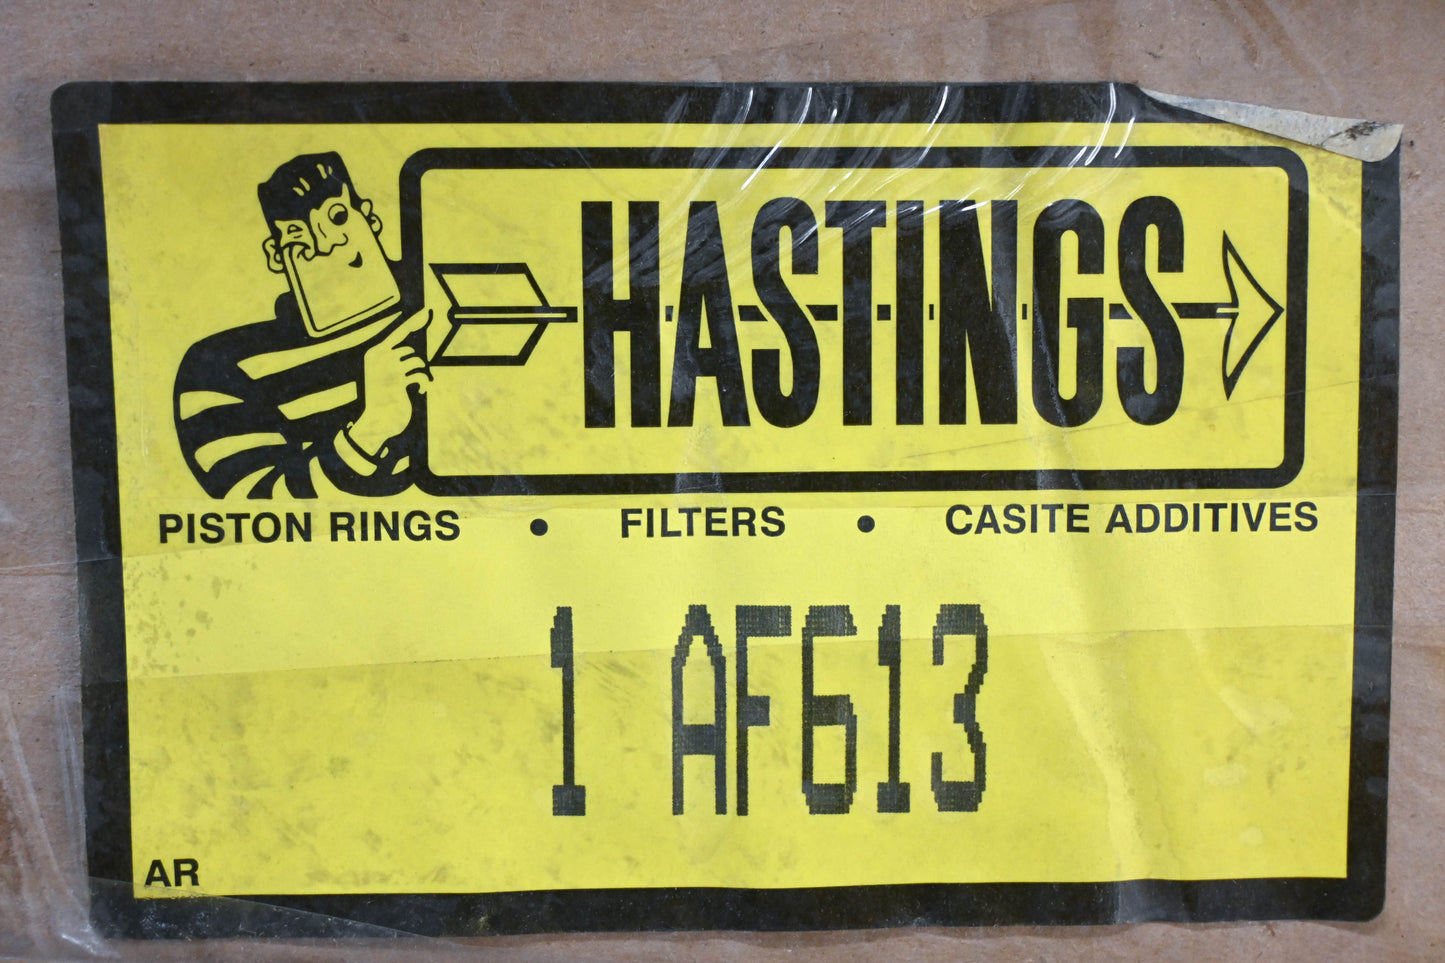 HASTINGS
PISTON RINGS • FILTERS • CASITE ADDITIVES
1 AF613
AR